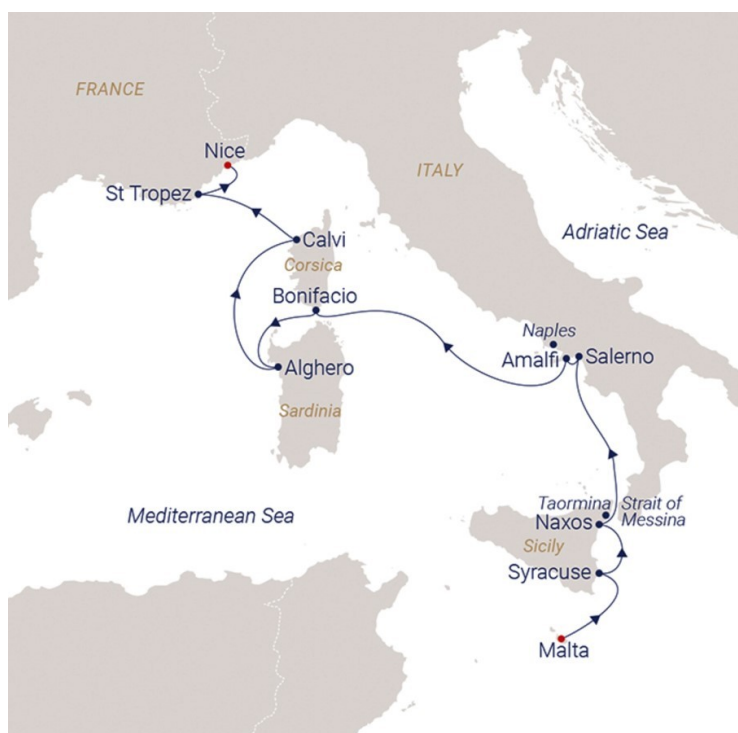 FRANCE
Nice
ITALY
St Tropez
Adriatic Sea
Calvi
Corsica
Bonifacio
Naples
Amalfi
Salerno
Alghero
Sardinia
Taormina
Strait of
Messina
Naxos
Mediterranean Sea
Sicily
Syracuse
Malta